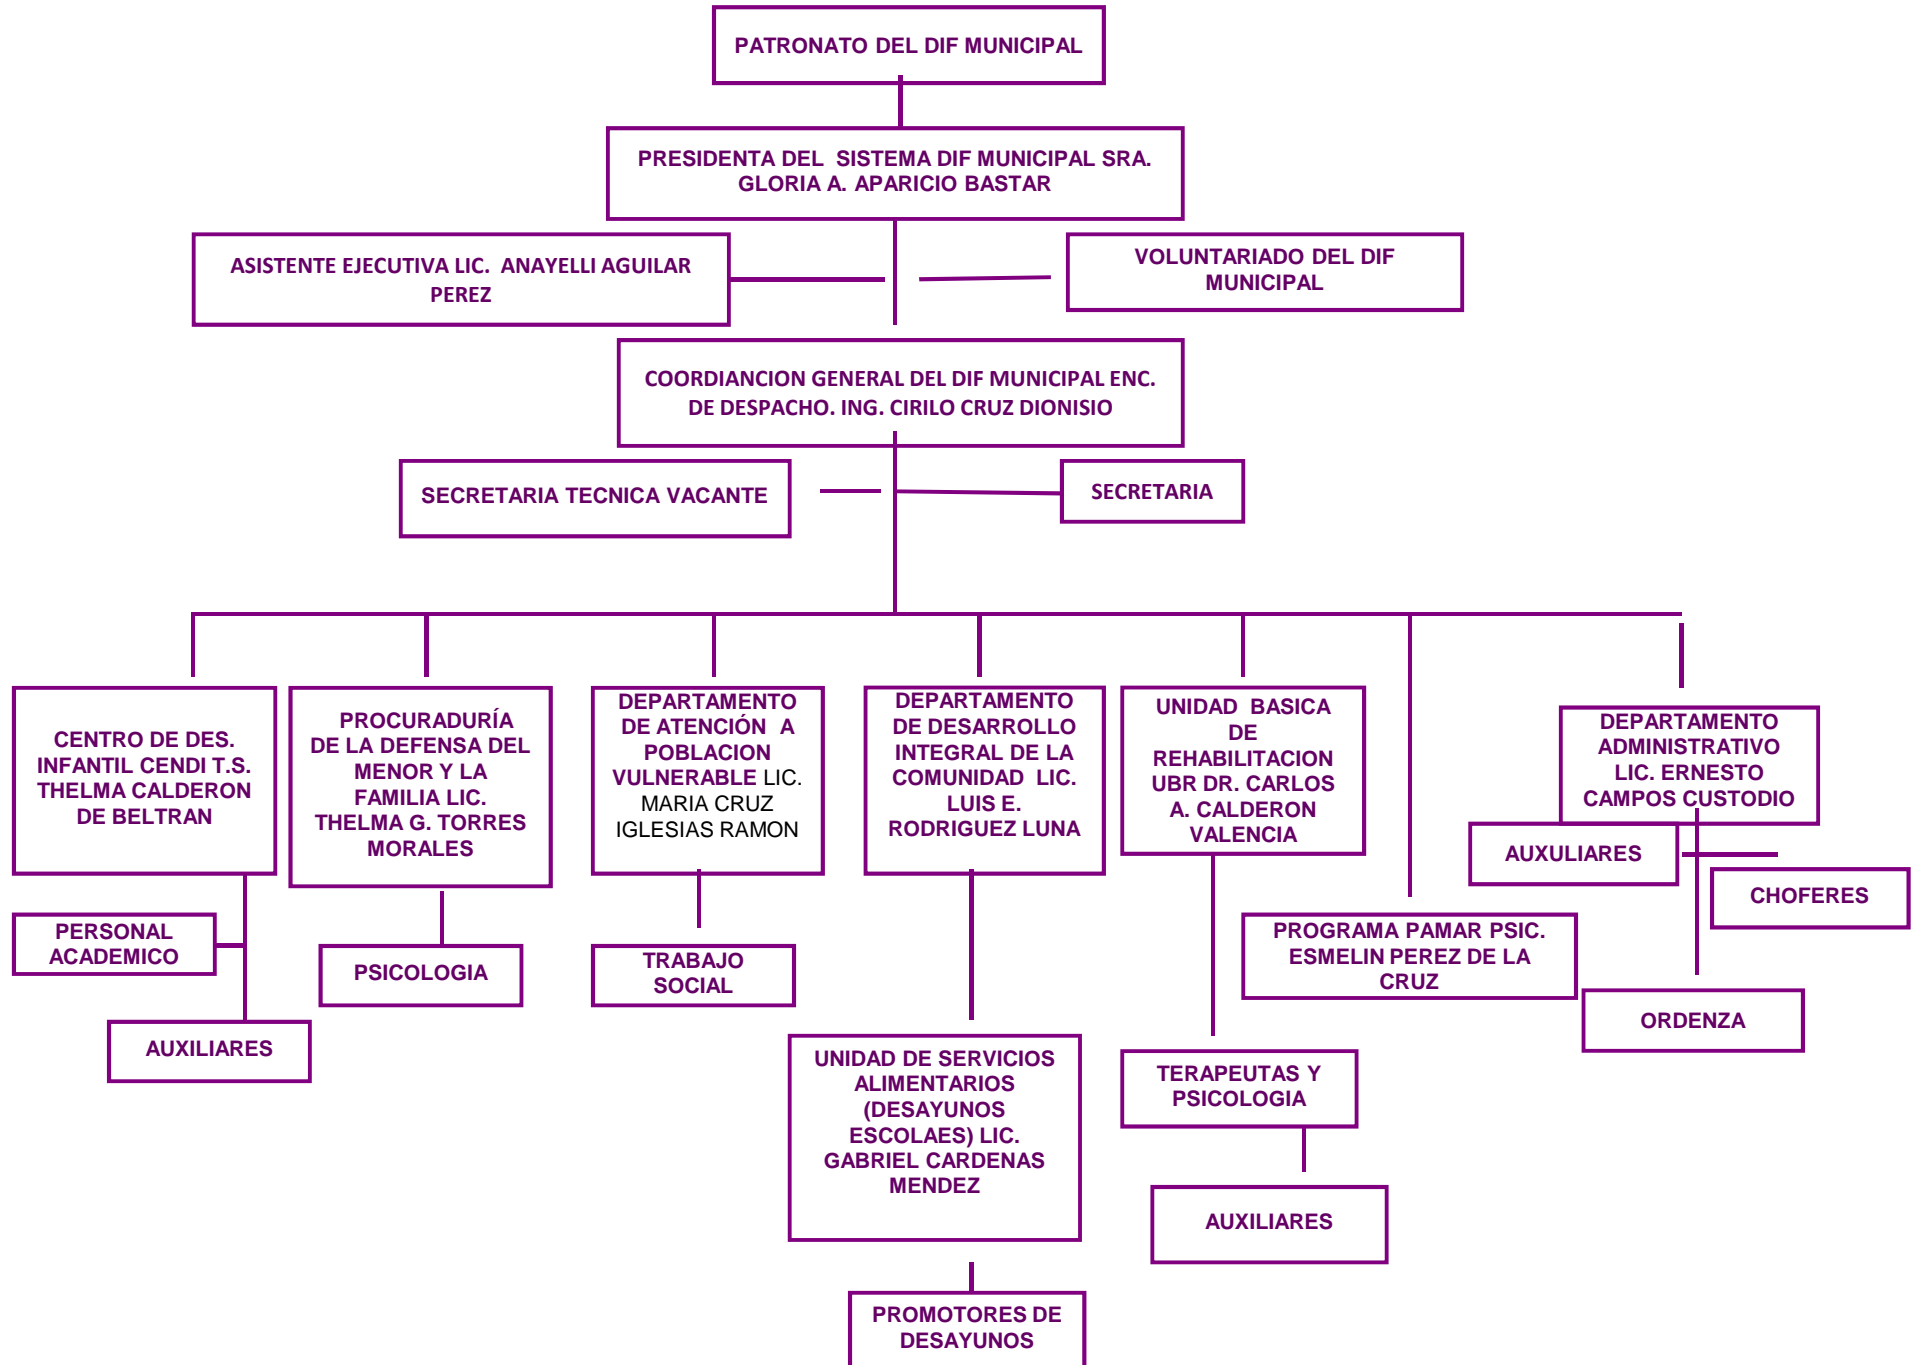 PATRONATO DEL DIF MUNICIPAL
PRESIDENTA DEL SISTEMA DIF MUNICIPAL SRA.
GLORIA A. APARICIO BASTAR
ASISTENTE EJECUTIVA LIC. ANAYELLI AGUILAR
PEREZ
VOLUNTARIADO DEL DIF
MUNICIPAL
COORDIANCION GENERAL DEL DIF MUNICIPAL ENC.
DE DESPACHO. ING. CIRILO CRUZ DIONISIO
SECRETARIA TECNICA VACANTE
SECRETARIA
CENTRO DE DES.
INFANTIL CENDI T.S.
THELMA CALDERON
DE BELTRAN
PROCURADURÍA
DE LA DEFENSA DEL
MENOR Y LA
FAMILIA LIC.
THELMA G. TORRES
MORALES
DEPARTAMENTO
DE ATENCIÓN A
POBLACION
VULNERABLE LIC.
MARIA CRUZ
IGLESIAS RAMON
DEPARTAMENTO
DE DESARROLLO
INTEGRAL DE LA
COMUNIDAD LIC.
LUIS E.
RODRIGUEZ LUNA
UNIDAD BASICA
DE
REHABILITACION
UBR DR. CARLOS
A. CALDERON
VALENCIA
DEPARTAMENTO
ADMINISTRATIVO
LIC. ERNESTO
CAMPOS CUSTODIO
AUXULIARES
CHOFERES
PERSONAL
ACADEMICO
PSICOLOGIA
TRABAJO
SOCIAL
PROGRAMA PAMAR PSIC.
ESMELIN PEREZ DE LA
CRUZ
ORDENZA
AUXILIARES
UNIDAD DE SERVICIOS
ALIMENTARIOS
(DESAYUNOS
ESCOLAES) LIC.
GABRIEL CARDENAS
MENDEZ
TERAPEUTAS Y
PSICOLOGIA
AUXILIARES
PROMOTORES DE
DESAYUNOS